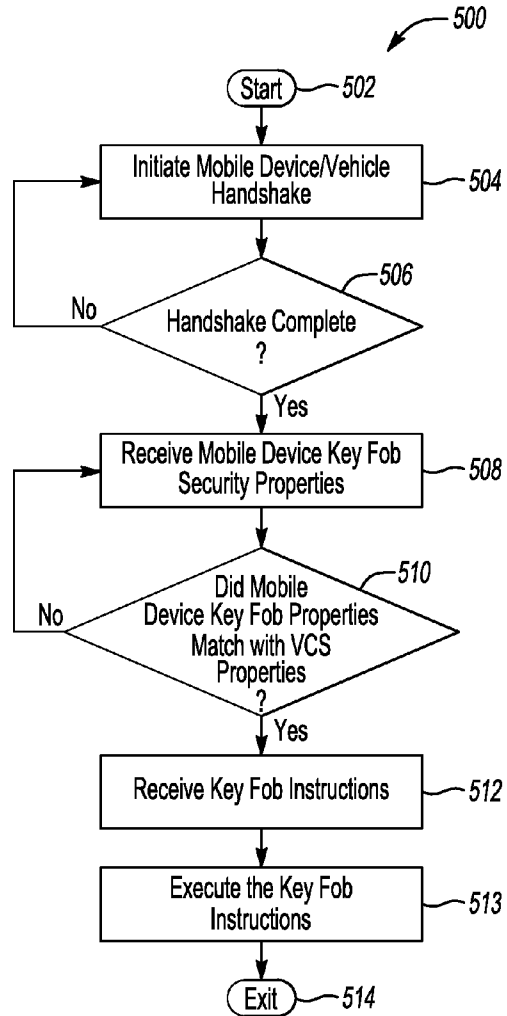 500
Start
502
Initiate Mobile Device/Vehicle
Handshake
504
506
Handshake Complete
?
No
Yes
Receive Mobile Device Key Fob
Security Properties
508
510
Did Mobile
Device Key Fob Properties
Match with VCS
Properties
?
No
Yes
Receive Key Fob Instructions
512
Execute the Key Fob
Instructions
513
Exit
514